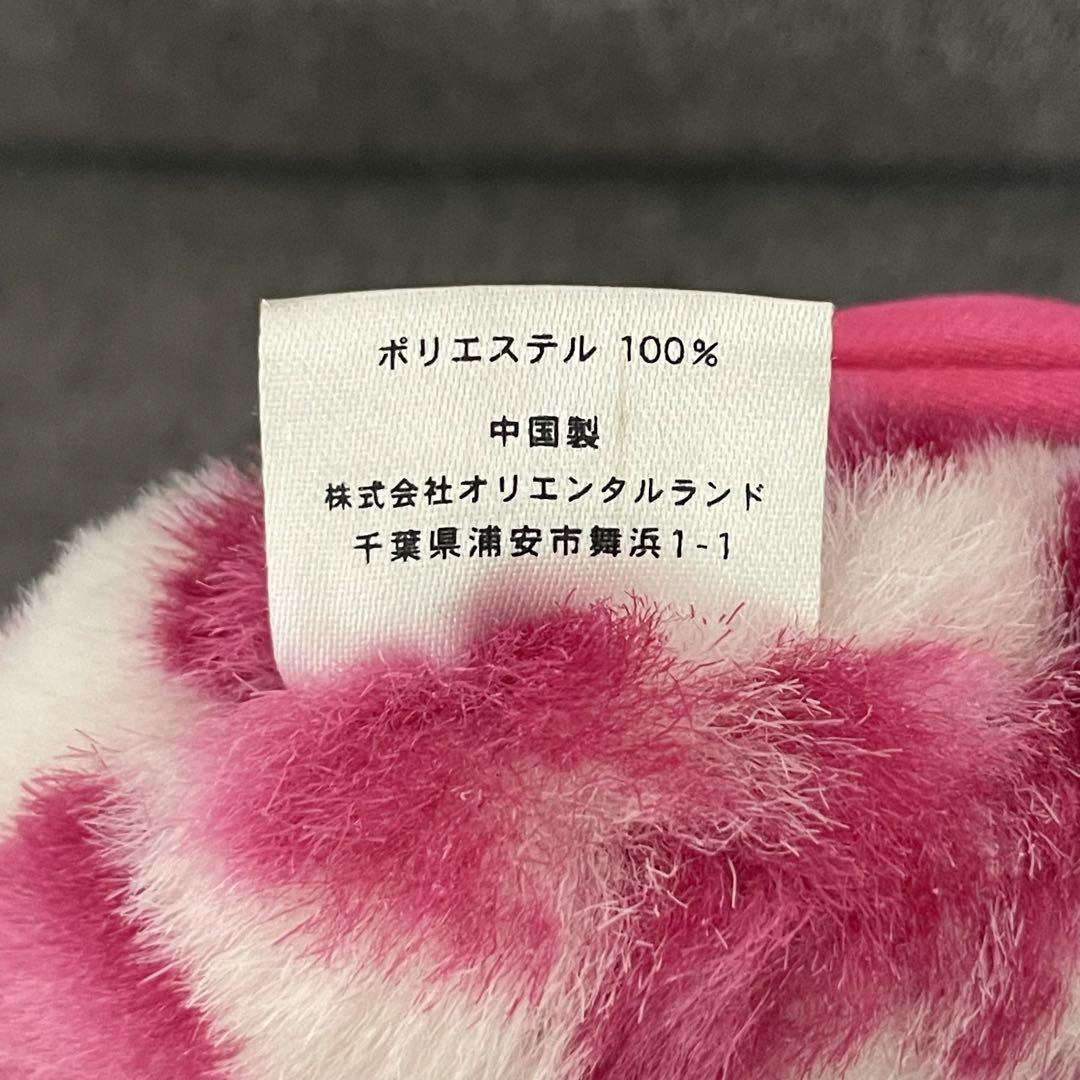 ポリエステル 100%
中国製
株式会社オリエンタルランド
千葉県浦安市舞浜1-1